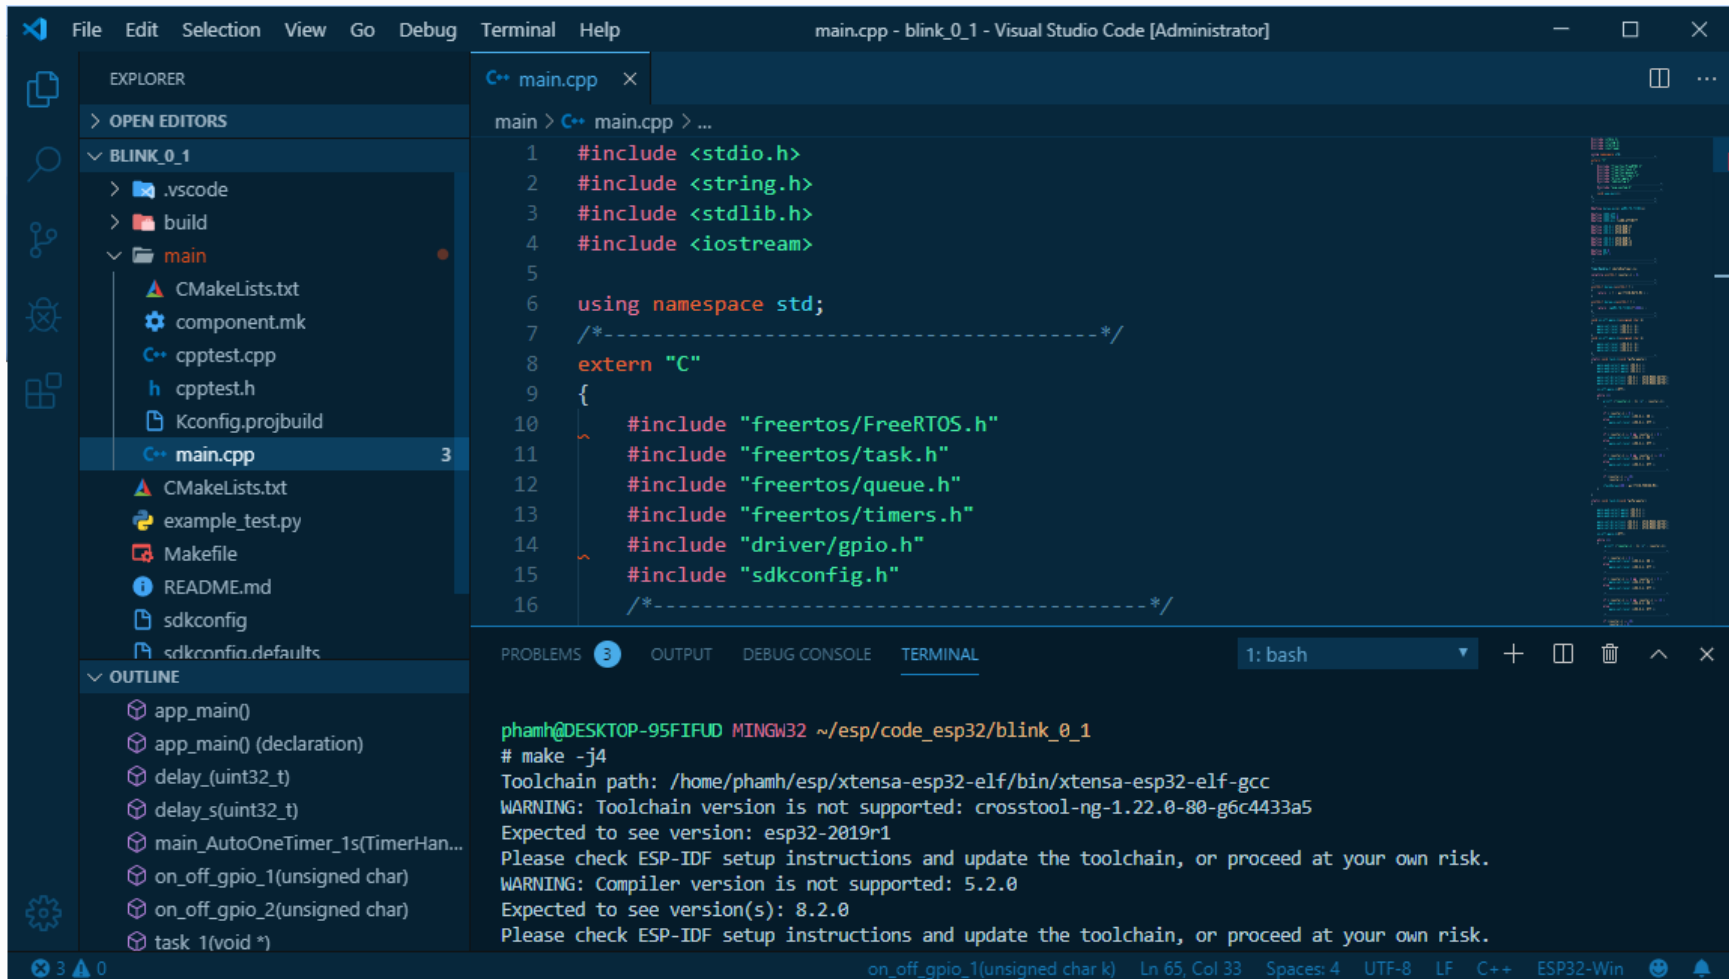 File Edit Selection View Go Debug Terminal Help main.cpp - blink_0_1 - Visual Studio Code [Administrator]
EXPLORER
OPEN EDITORS
BLINK_0_1
.vscode
build
main
CMakeLists.txt
component.mk
cpptest.cpp
h cpptest.h
Kconfig.projbuild
main.cpp 3
CMakeLists.txt
example_test.py
Makefile
README.md
sdkconfig
sdkconfig.defaults
OUTLINE
app_main()
app_main() (declaration)
delay_(uint32_t)
delay_s(uint32_t)
main_AutoOneTimer_1s(TimerHan...
on_off_gpio_1(unsigned char)
on_off_gpio_2(unsigned char)
task_1(void *)
C++ main.cpp ×
main > C++ main.cpp > ...
1 #include <stdio.h>
2 #include <string.h>
3 #include <stdlib.h>
4 #include <iostream>
5
6 using namespace std;
7 /*----------------------------------------*/
8 extern "C"
9 {
10 #include "freertos/FreeRTOS.h"
11 #include "freertos/task.h"
12 #include "freertos/queue.h"
13 #include "freertos/timers.h"
14 #include "driver/gpio.h"
15 #include "sdkconfig.h"
16 /*----------------------------------------*/
PROBLEMS 3 OUTPUT DEBUG CONSOLE TERMINAL 1: bash
phamh@DESKTOP-95FIFUD MINGW32 ~/esp/code_esp32/blink_0_1
# make -j4
Toolchain path: /home/phamh/esp/xtensa-esp32-elf/bin/xtensa-esp32-elf-gcc
WARNING: Toolchain version is not supported: crosstool-ng-1.22.0-80-g6c4433a5
Expected to see version: esp32-2019r1
Please check ESP-IDF setup instructions and update the toolchain, or proceed at your own risk.
WARNING: Compiler version is not supported: 5.2.0
Expected to see version(s): 8.2.0
Please check ESP-IDF setup instructions and update the toolchain, or proceed at your own risk.
3 0 on_off_gpio_1(unsigned char k) Ln 65, Col 33 Spaces: 4 UTF-8 LF C++ ESP32-Win